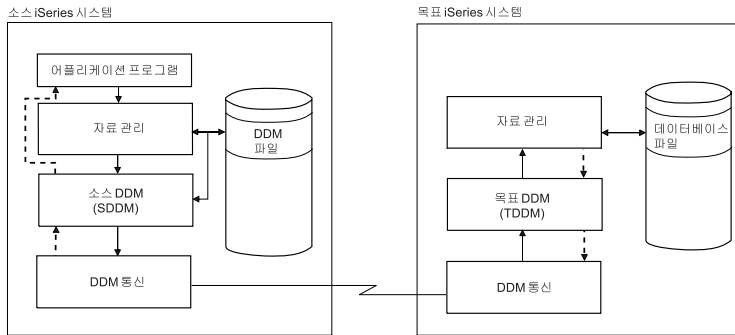 소스 iSeries 시스템
어플리케이션 프로그램
자료 관리
DDM
파일
소스 DDM
(SDDM)
DDM 통신
목표 iSeries 시스템
자료 관리
데이터베이스
파일
목표 DDM
(TDDM)
DDM 통신